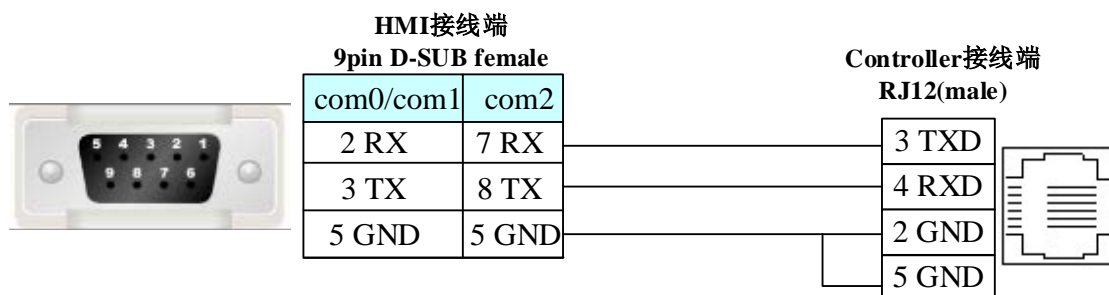 HMI接线端
9pin D-SUB female
Controller接线端
RJ12(male)
com0/com1 com2
2 RX 7 RX
3 TX 8 TX
5 GND 5 GND
3 TXD
4 RXD
2 GND
5 GND
5 4 3 2 1
9 8 7 6